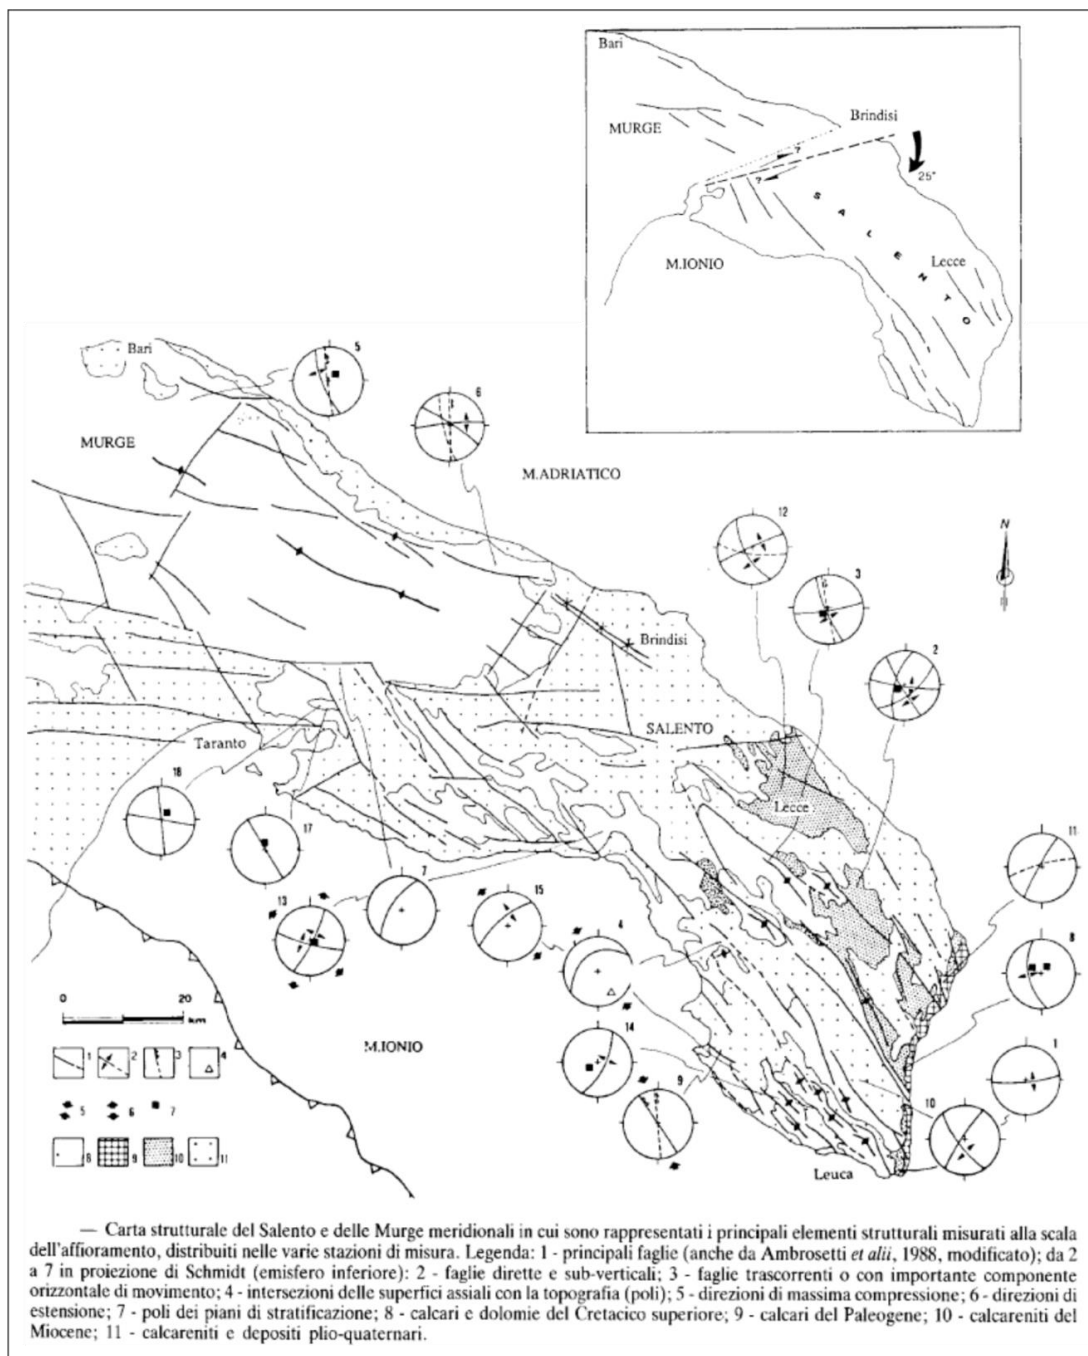 Bari
Brindisi
MURGE
?
?
25°
SALENTO
Lecce
M.IONIO
Bari
5
6
MURGE
M.ADRIATICO
12
N
3
2
Brindisi
SALENTO
Taranto
Lecce
18
17
11
7
15
13
4
8
0 20
km
14
M.IONIO
9
1
10
1 2 3 4
5 6 7
8 9 10 11
Leuca
— Carta strutturale del Salento e delle Murge meridionali in cui sono rappresentati i principali elementi strutturali misurati alla scala
dell'affioramento, distribuiti nelle varie stazioni di misura. Legenda: 1 - principali faglie (anche da Ambrosetti et alii, 1988, modificato); da 2
a 7 in proiezione di Schmidt (emisfero inferiore): 2 - faglie dirette e sub-verticali; 3 - faglie trascorrenti o con importante componente
orizzontale di movimento; 4 - intersezioni delle superfici assiali con la topografia (poli); 5 - direzioni di massima compressione; 6 - direzioni di
estensione; 7 - poli dei piani di stratificazione; 8 - calcari e dolomie del Cretacico superiore; 9 - calcari del Paleogene; 10 - calcareniti del
Miocene; 11 - calcareniti e depositi plio-quaternari.